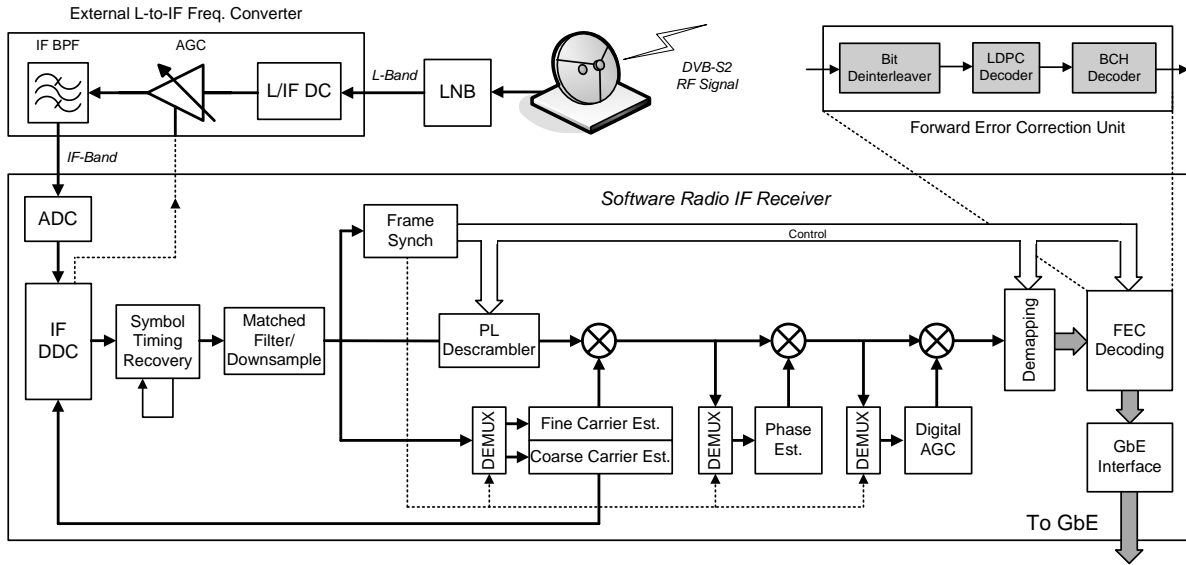 External L-to-IF Freq. Converter
IF BPF
AGC
L/IF DC
L-Band
LNB
DVB-S2
RF Signal
Bit
Deinterleaver
LDPC
Decoder
BCH
Decoder
Forward Error Correction Unit
IF-Band
Software Radio IF Receiver
ADC
Frame
Synch
Control
IF
DDC
Symbol
Timing
Recovery
Matched
Filter/
Downsample
PL
Descrambler
Demapping
FEC
Decoding
DEMUX
Fine Carrier Est.
Coarse Carrier Est.
DEMUX
Phase
Est.
DEMUX
Digital
AGC
GbE
Interface
To GbE